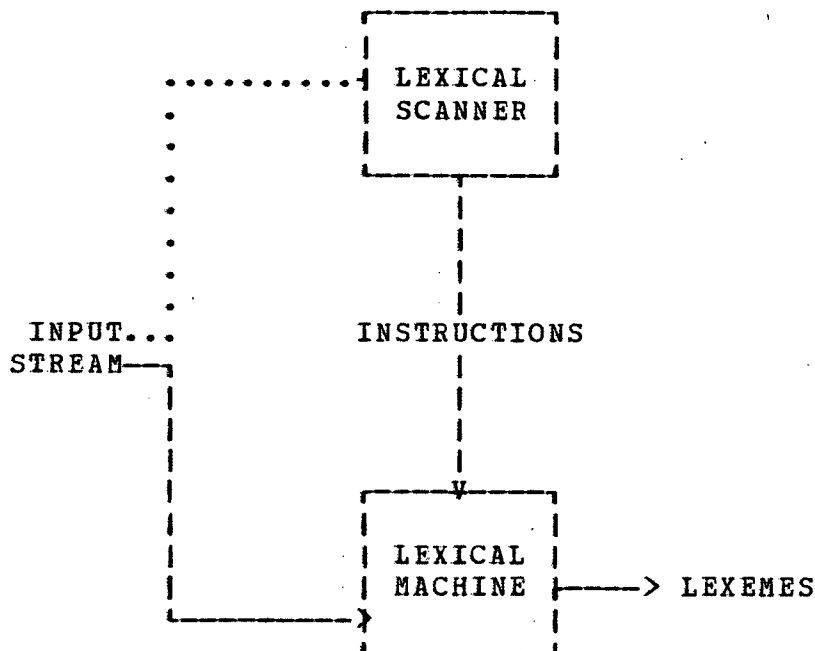 LEXICAL
SCANNER
INPUT...
STREAM
INSTRUCTIONS
LEXICAL
MACHINE
LEXEMES